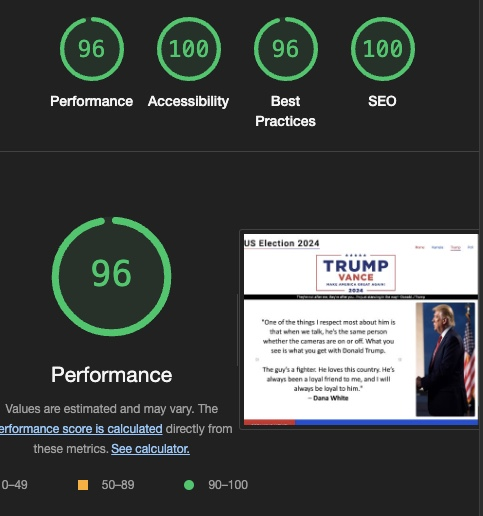 96
100
96
100
Performance
Accessibility
Best
Practices
SEO
96
Performance
Values are estimated and may vary. The
erformance score is calculated directly from
these metrics. See calculator.
0–49
50–89
90–100
US Election 2024
Home
Kamala
Trump
Poll
TRUMP
VANCE
MAKE AMERICA GREAT AGAIN!
2024
"One of the things I respect most about him is
that when we talk, he's the same person
whether the cameras are on or off. What you
see is what you get with Donald Trump.
The guy's a fighter. He loves this country. He's
always been a loyal friend to me, and I will
always be loyal to him."
– Dana White